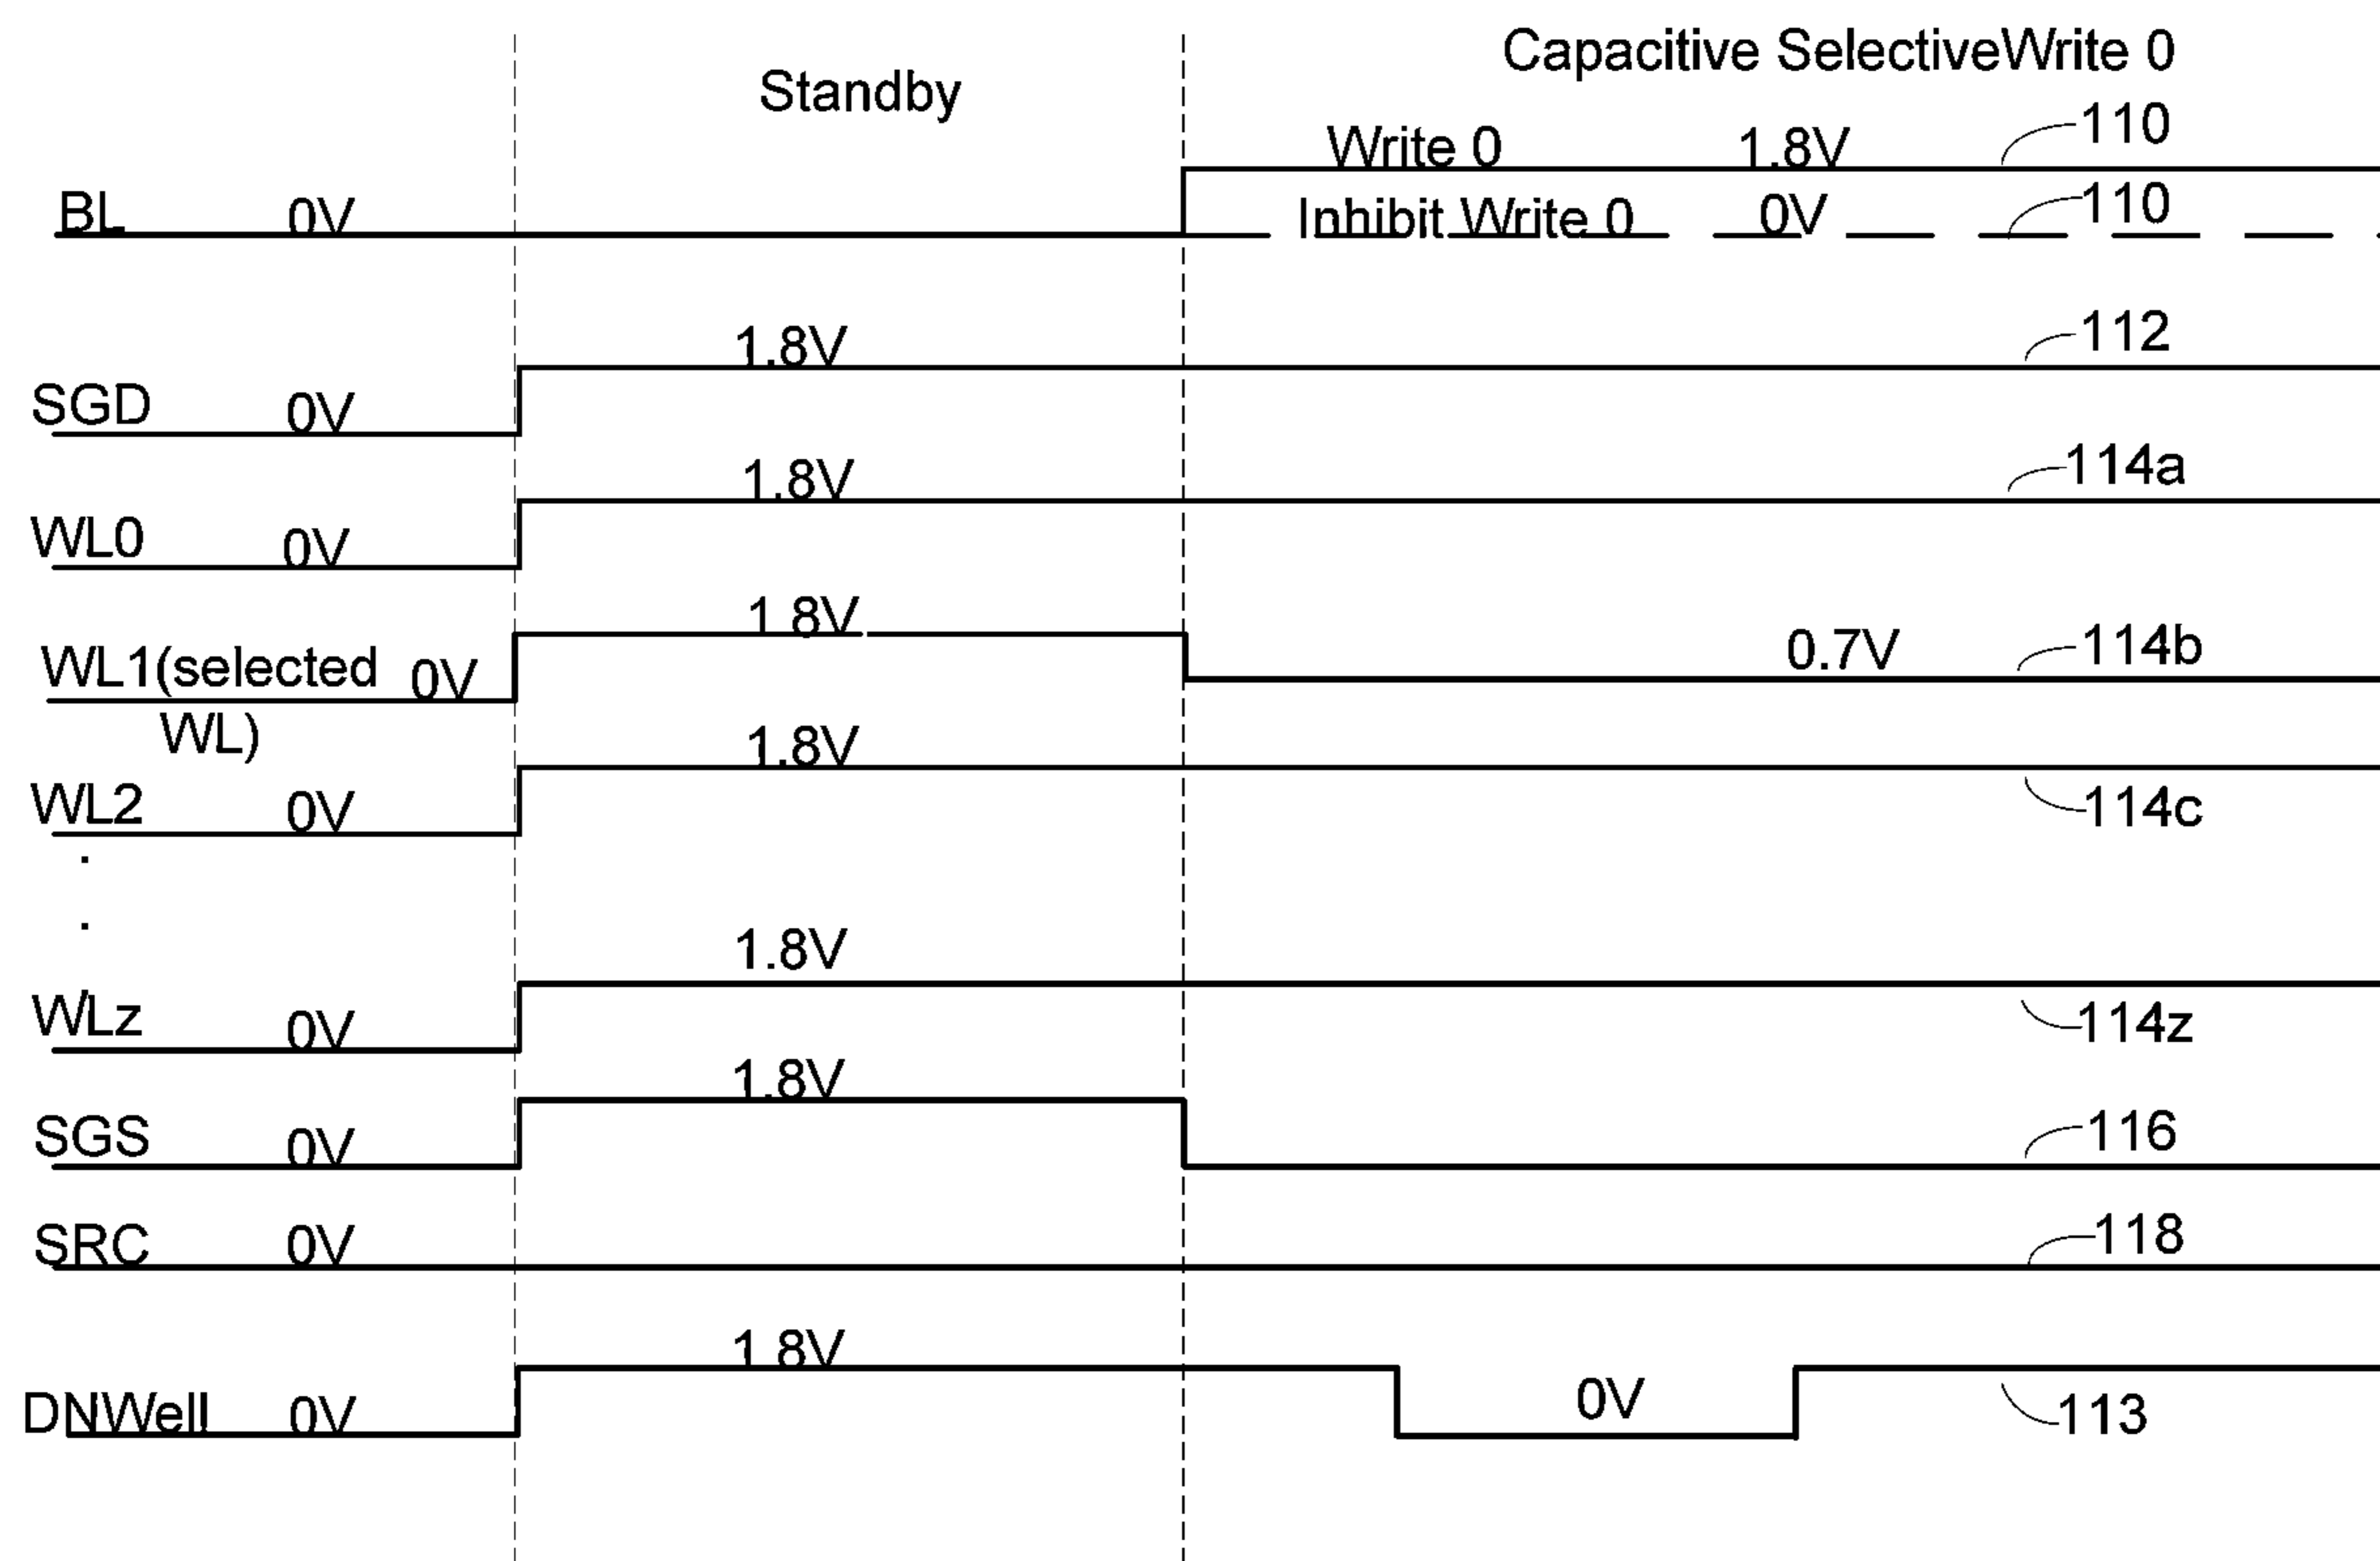 Capacitive SelectiveWrite 0
Standby
Write 0 1.8V 110
BL 0V Inhibit Write 0 0V 110
1.8V 112
SGD 0V
1.8V 114a
WL0 0V
1.8V
WL1(selected 0V 0.7V 114b
WL)
1.8V
WL2 0V 114c
.
.
1.8V
WLz 0V 114z
1.8V
SGS 0V 116
SRC 0V 118
1.8V
DNWell 0V 0V 113